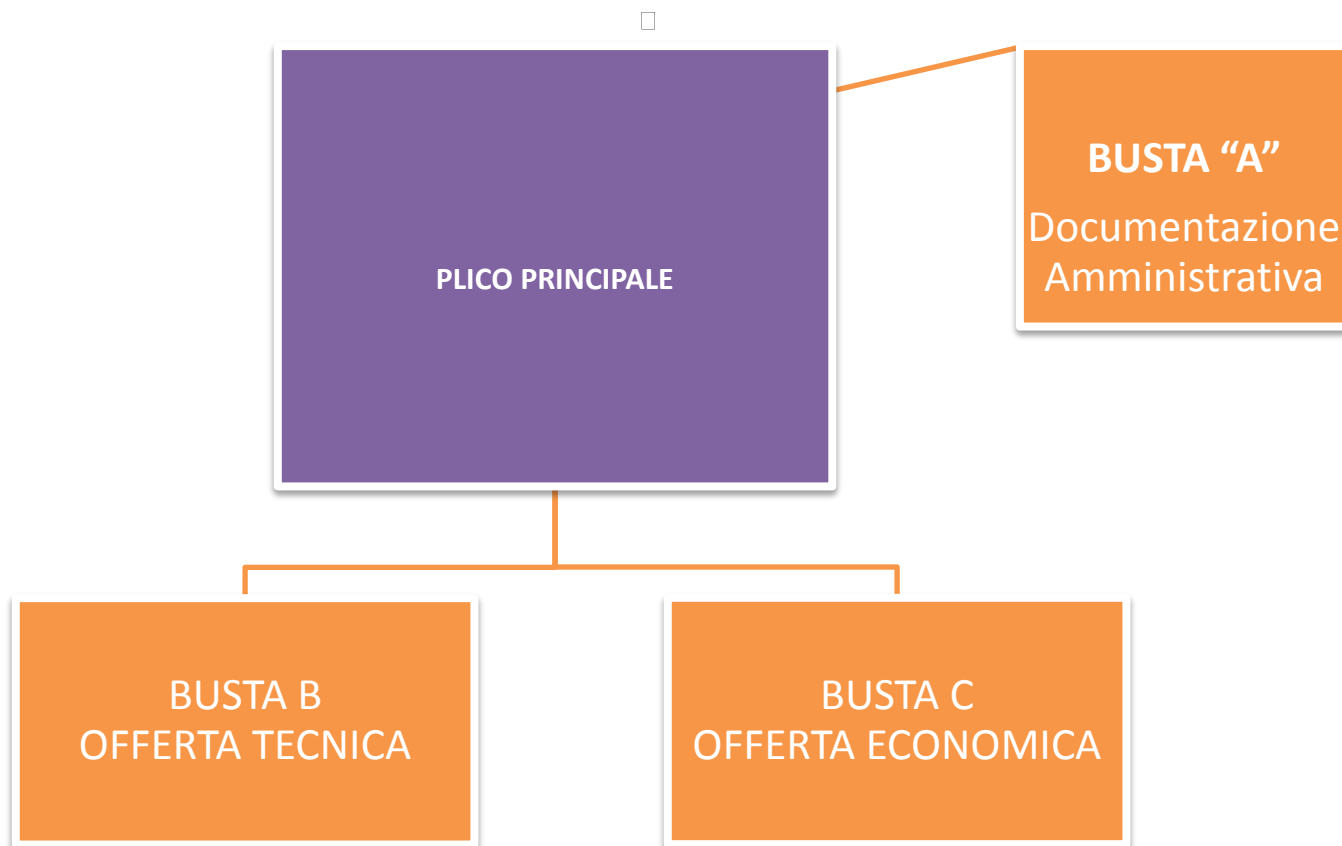 PLICO PRINCIPALE
BUSTA “A”
Documentazione
Amministrativa
BUSTA B
OFFERTA TECNICA
BUSTA C
OFFERTA ECONOMICA